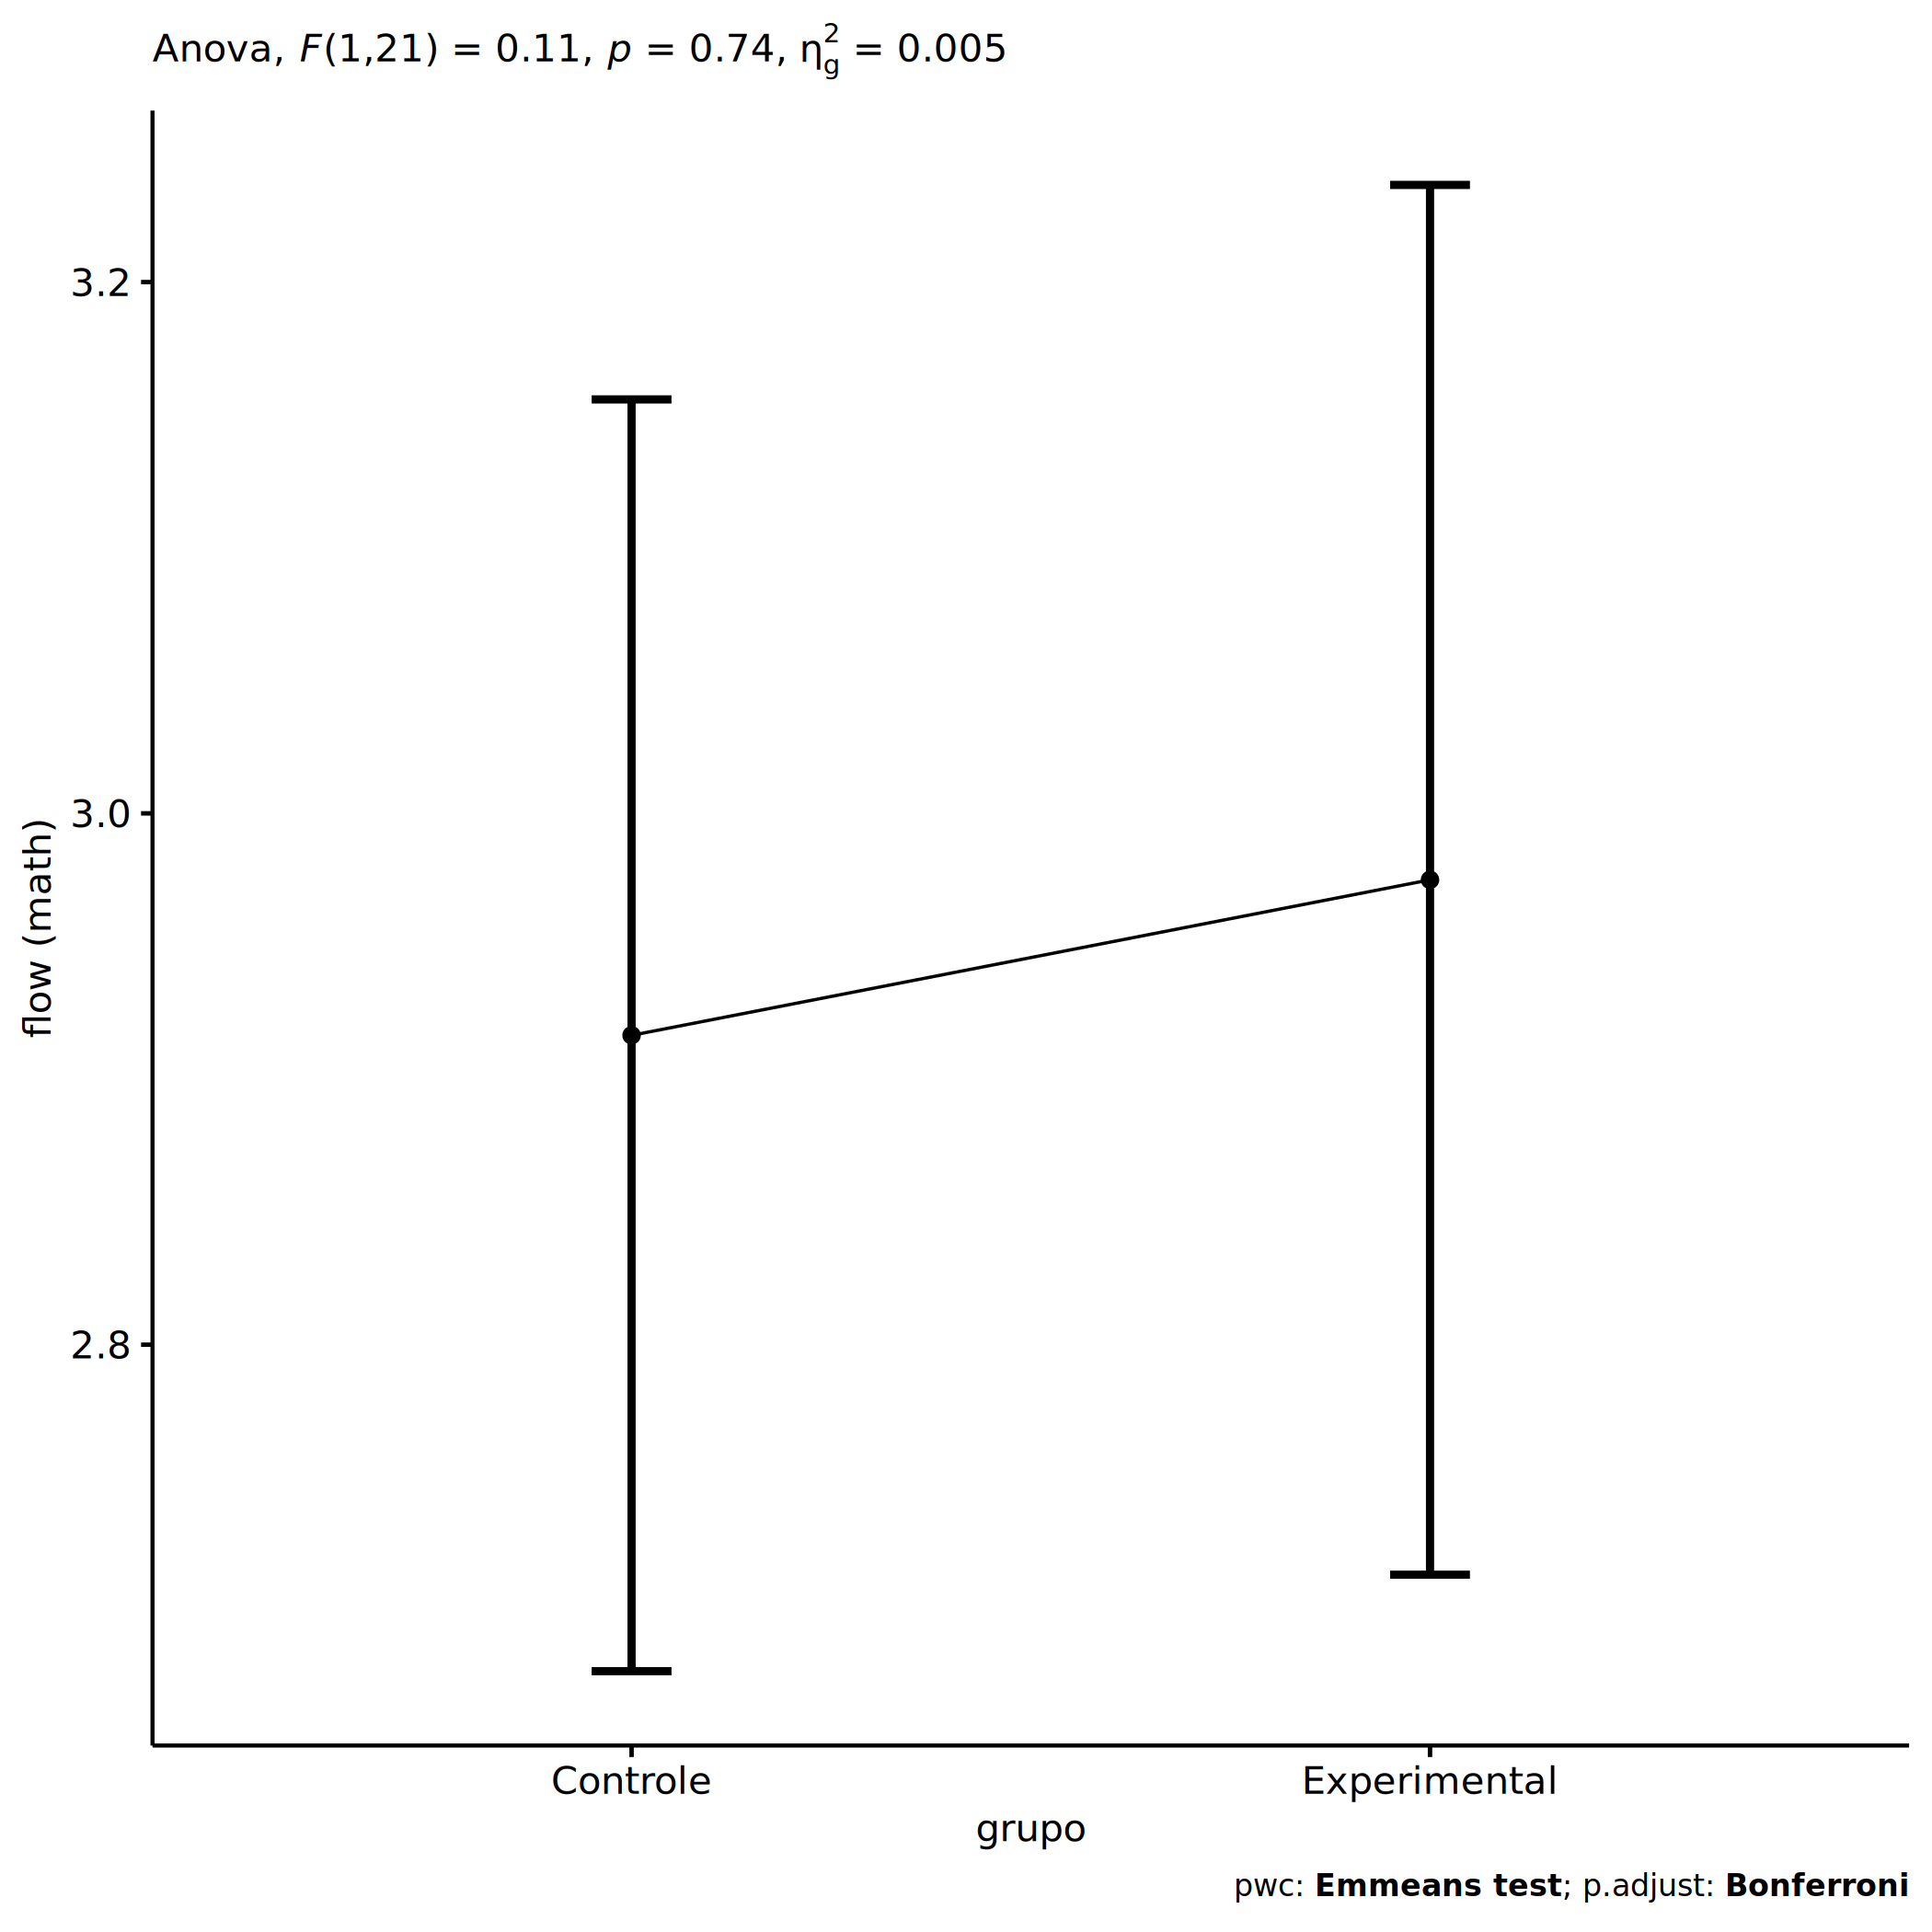 Anova, F(1,21) = 0.11, p = 0.74, η²g = 0.005
flow (math)
3.2
3.0
2.8
Controle
Experimental
grupo
pwc: Emmeans test; p.adjust: Bonferroni